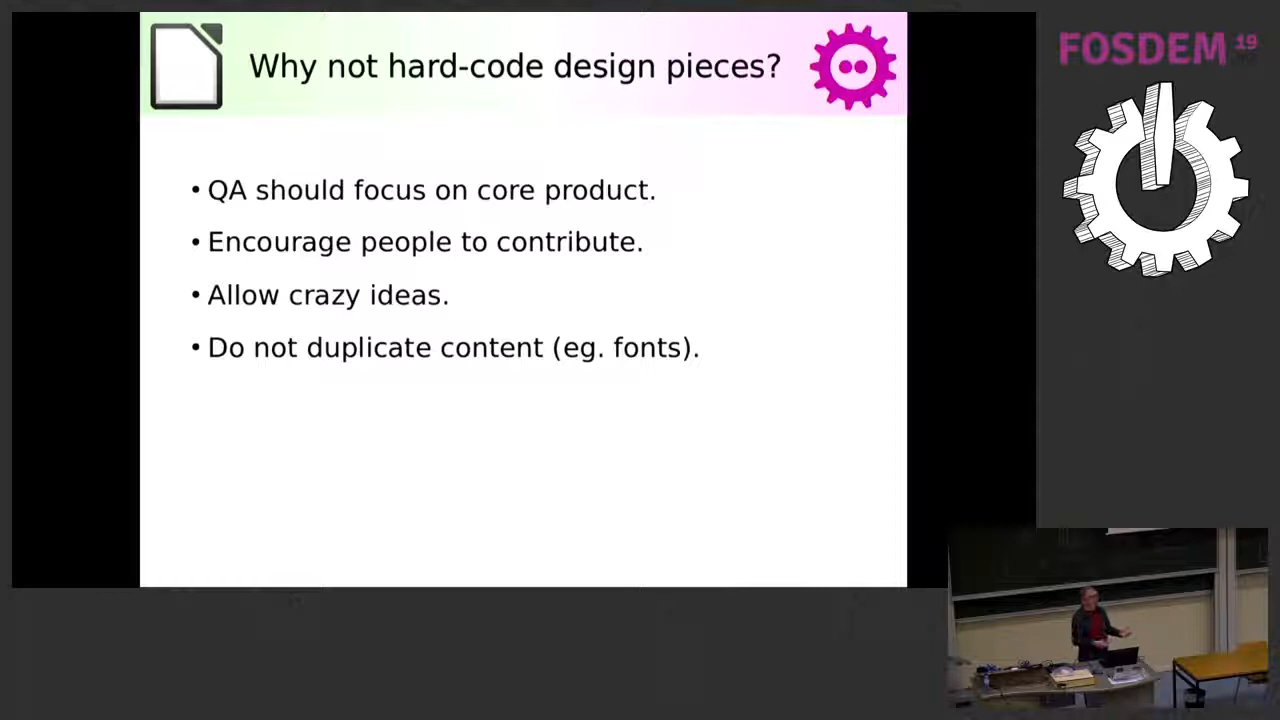 Why not hard-code design pieces?
FOSDEM 19
• QA should focus on core product.
• Encourage people to contribute.
• Allow crazy ideas.
• Do not duplicate content (eg. fonts).